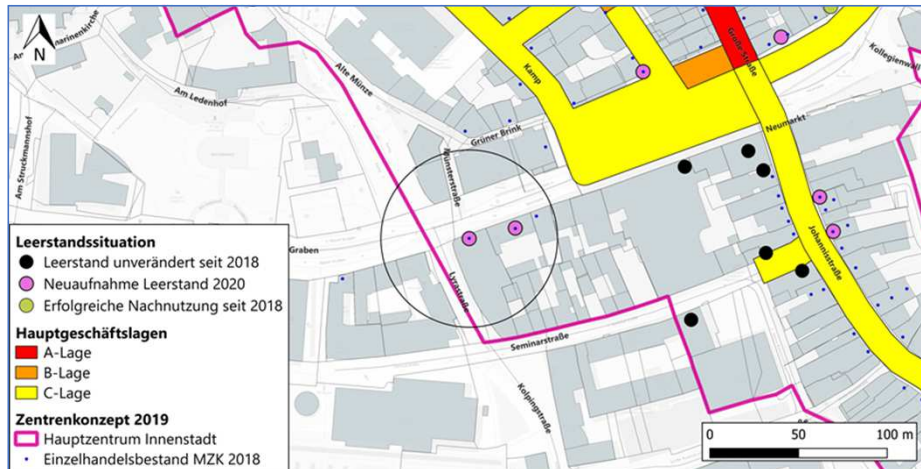 N
Marienkirche
Am Ledenhof
Am Struckmannshof
Alte Münze
Grüner Brink
Münsterstraße
Kamp
Große Straße
Kollegienwall
Neumarkt
Graben
Lyrastraße
Seminarstraße
Kolpingstraße
Johannisstraße
Leerstandssituation
Leerstand unverändert seit 2018
Neuaufnahme Leerstand 2020
Erfolgreiche Nachnutzung seit 2018
Hauptgeschäftslagen
A-Lage
B-Lage
C-Lage
Zentrenkonzept 2019
Hauptzentrum Innenstadt
Einzelhandelsbestand MZK 2018
0 50 100 m